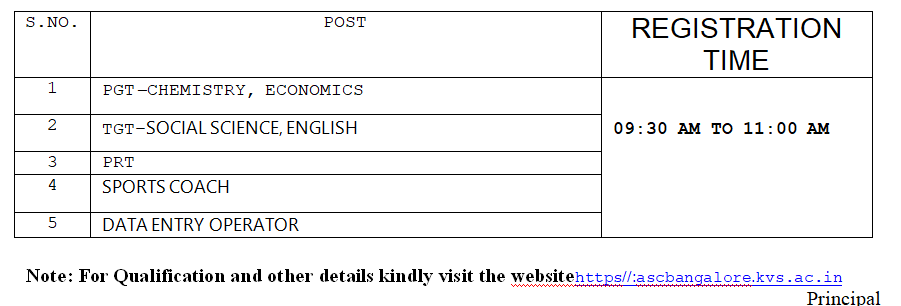 S.NO. POST REGISTRATION
TIME
1 PGT–CHEMISTRY, ECONOMICS
2 TGT–SOCIAL SCIENCE, ENGLISH 09:30 AM TO 11:00 AM
3 PRT
4 SPORTS COACH
5 DATA ENTRY OPERATOR
Note: For Qualification and other details kindly visit the websitehttps//:ascbangalore.kvs.ac.in
Principal